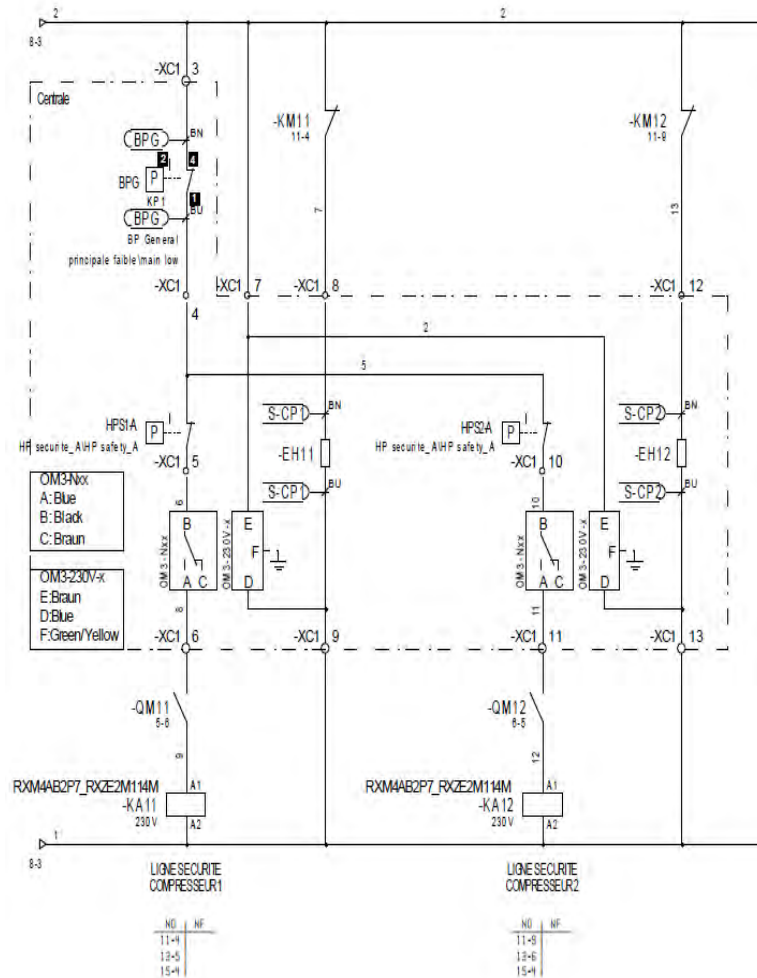 2
2
8-3
-XC1 3
Centrale
-KM11
11-4
-KM12
11-9
BPG
BN
2
4
BPG
P
KP1
1
BPG
BU
7
13
BP General
principale faible\main low
-XC1
4
-XC1 7
-XC1 8
-XC1 12
2
5
HPS1-A
P
HP securite_A\HP safety_A
S-CP1
BN
-EH11
S-CP1
BU
HPS2-A
P
HP securite_A\HP safety_A
S-CP2
BN
-EH12
S-CP2
BU
-XC1 5
-XC1 10
OM3-Nxx
A: Blue
B: Black
C: Braun
6
OM3-Nxx
B
A C
OM3-230V-x
E
F
D
10
OM3-Nxx
B
A C
OM3-230V-x
E
F
D
OM3-230V-x
E:Braun
D:Blue
F:Green/Yellow
8
11
-XC1 6
-XC1 9
-XC1 11
-XC1 13
-QM11
5-6
-QM12
6-5
9
12
RXM4AB2P7_RXZE2M114M
-KA11
230V
A1
A2
RXM4AB2P7_RXZE2M114M
-KA12
230V
A1
A2
1
8-3
LIGNE SECURITE
COMPRESSEUR 1
LIGNE SECURITE
COMPRESSEUR 2
NO NF
11-4
13-5
15-4
NO NF
11-9
13-6
15-4